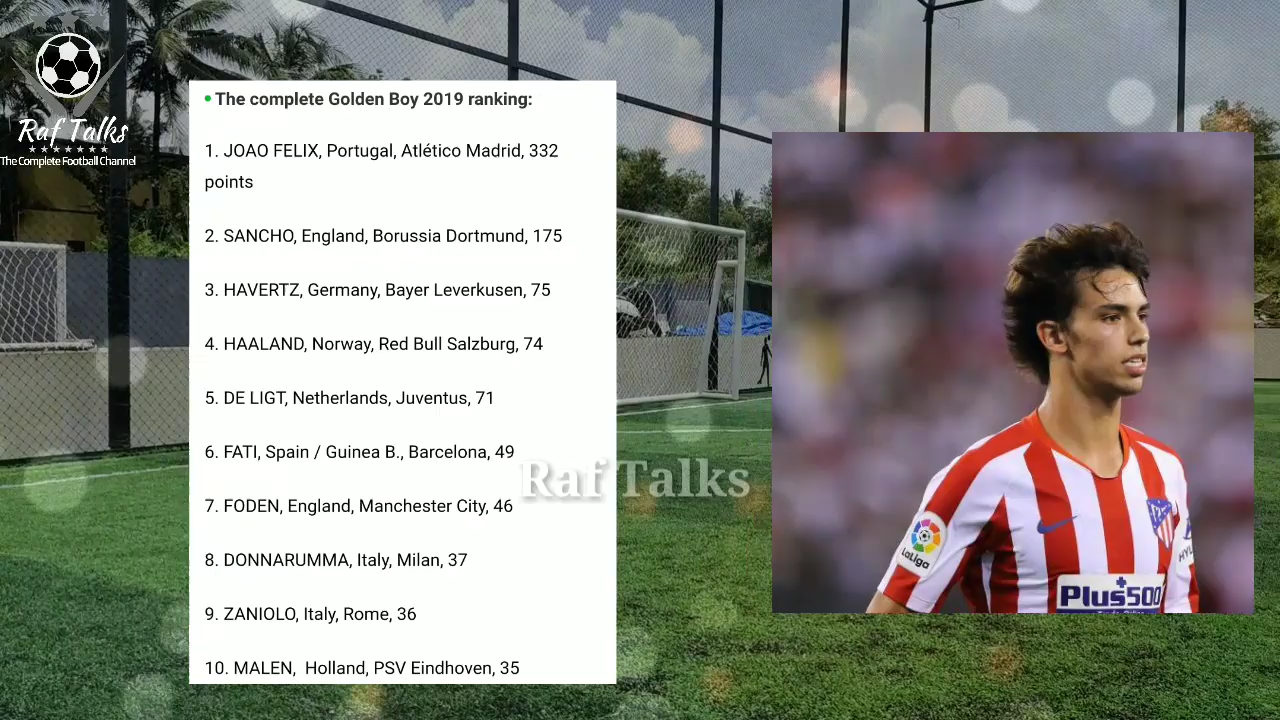 Raf Talks
The Complete Football Channel
• The complete Golden Boy 2019 ranking:
1. JOAO FELIX, Portugal, Atlético Madrid, 332
points
2. SANCHO, England, Borussia Dortmund, 175
3. HAVERTZ, Germany, Bayer Leverkusen, 75
4. HAALAND, Norway, Red Bull Salzburg, 74
5. DE LIGT, Netherlands, Juventus, 71
6. FATI, Spain / Guinea B., Barcelona, 49
7. FODEN, England, Manchester City, 46
8. DONNARUMMA, Italy, Milan, 37
9. ZANIOLO, Italy, Rome, 36
10. MALEN,  Holland, PSV Eindhoven, 35
Raf Talks
LaLiga
Plus500